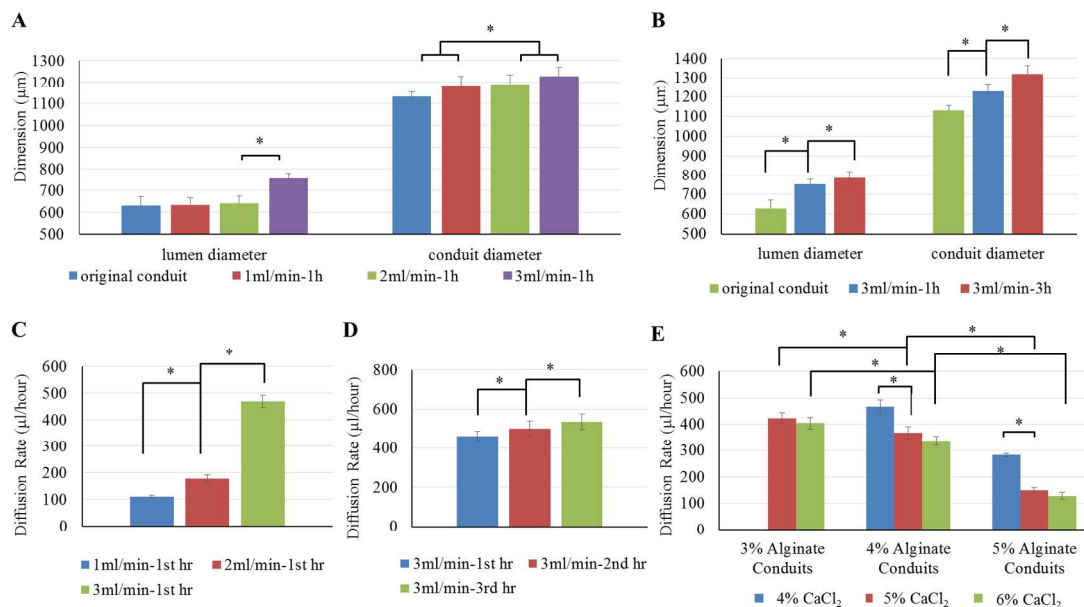 A
*
1300
1200
1100
1000
900
800
700
600
500
Dimension (µm)
*
lumen diameter
conduit diameter
original conduit
1ml/min-1h
2ml/min-1h
3ml/min-1h
B
*
*
1400
1300
1200
1100
1000
900
800
700
600
500
Dimension (µm)
*
*
lumen diameter
conduit diameter
original conduit
3ml/min-1h
3ml/min-3h
C
600
500
400
300
200
100
0
Diffusion Rate (µl/hour)
*
*
1ml/min-1st hr
2ml/min-1st hr
3ml/min-1st hr
D
800
600
400
200
0
Diffusion Rate (µl/hour)
*
*
3ml/min-1st hr
3ml/min-2nd hr
3ml/min-3rd hr
E
*
*
*
*
600
500
400
300
200
100
0
Diffusion Rate (µl/hour)
*
*
3% Alginate Conduits
4% Alginate Conduits
5% Alginate Conduits
4% CaCl₂
5% CaCl₂
6% CaCl₂